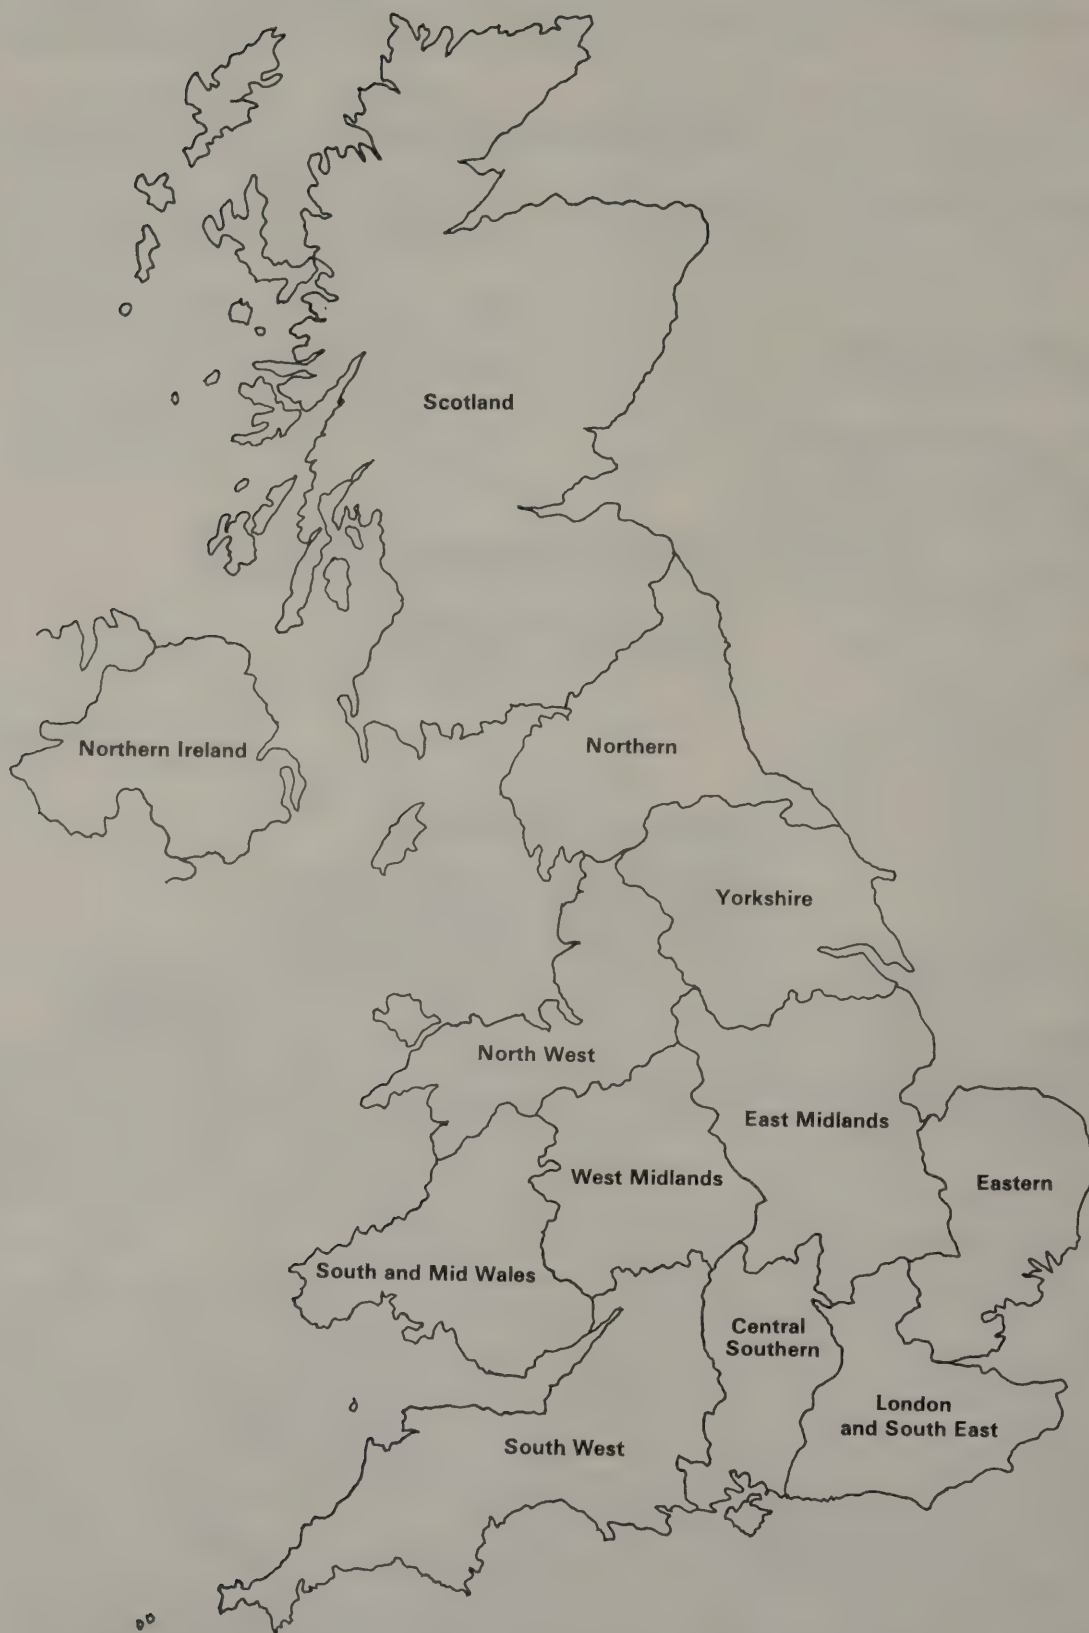 Scotland
Northern Ireland
Northern
Yorkshire
North West
East Midlands
West Midlands
Eastern
South and Mid Wales
Central
Southern
London
and South East
South West